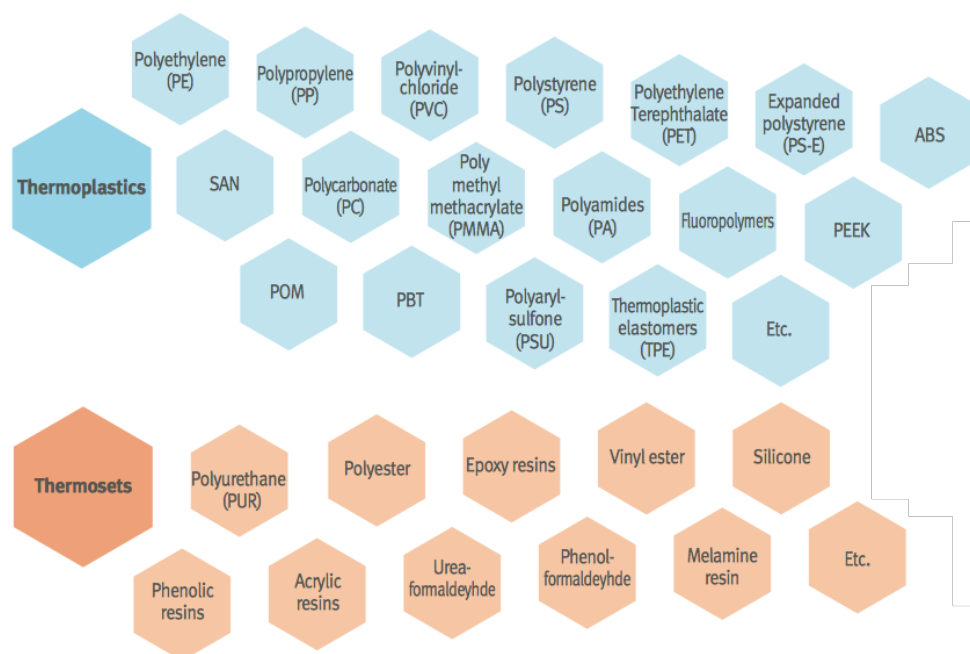 Polyethylene
(PE)
Polypropylene
(PP)
Polyvinyl-
chloride
(PVC)
Polystyrene
(PS)
Polyethylene
Terephthalate
(PET)
Expanded
polystyrene
(PS-E)
ABS
Thermoplastics
SAN
Polycarbonate
(PC)
Poly
methyl
methacrylate
(PMMA)
Polyamides
(PA)
Fluoropolymers
PEEK
POM
PBT
Polyaryl-
sulfone
(PSU)
Thermoplastic
elastomers
(TPE)
Etc.
Thermosets
Polyurethane
(PUR)
Polyester
Epoxy resins
Vinyl ester
Silicone
Phenolic
resins
Acrylic
resins
Urea-
formaldeyhde
Phenol-
formaldeyhde
Melamine
resin
Etc.